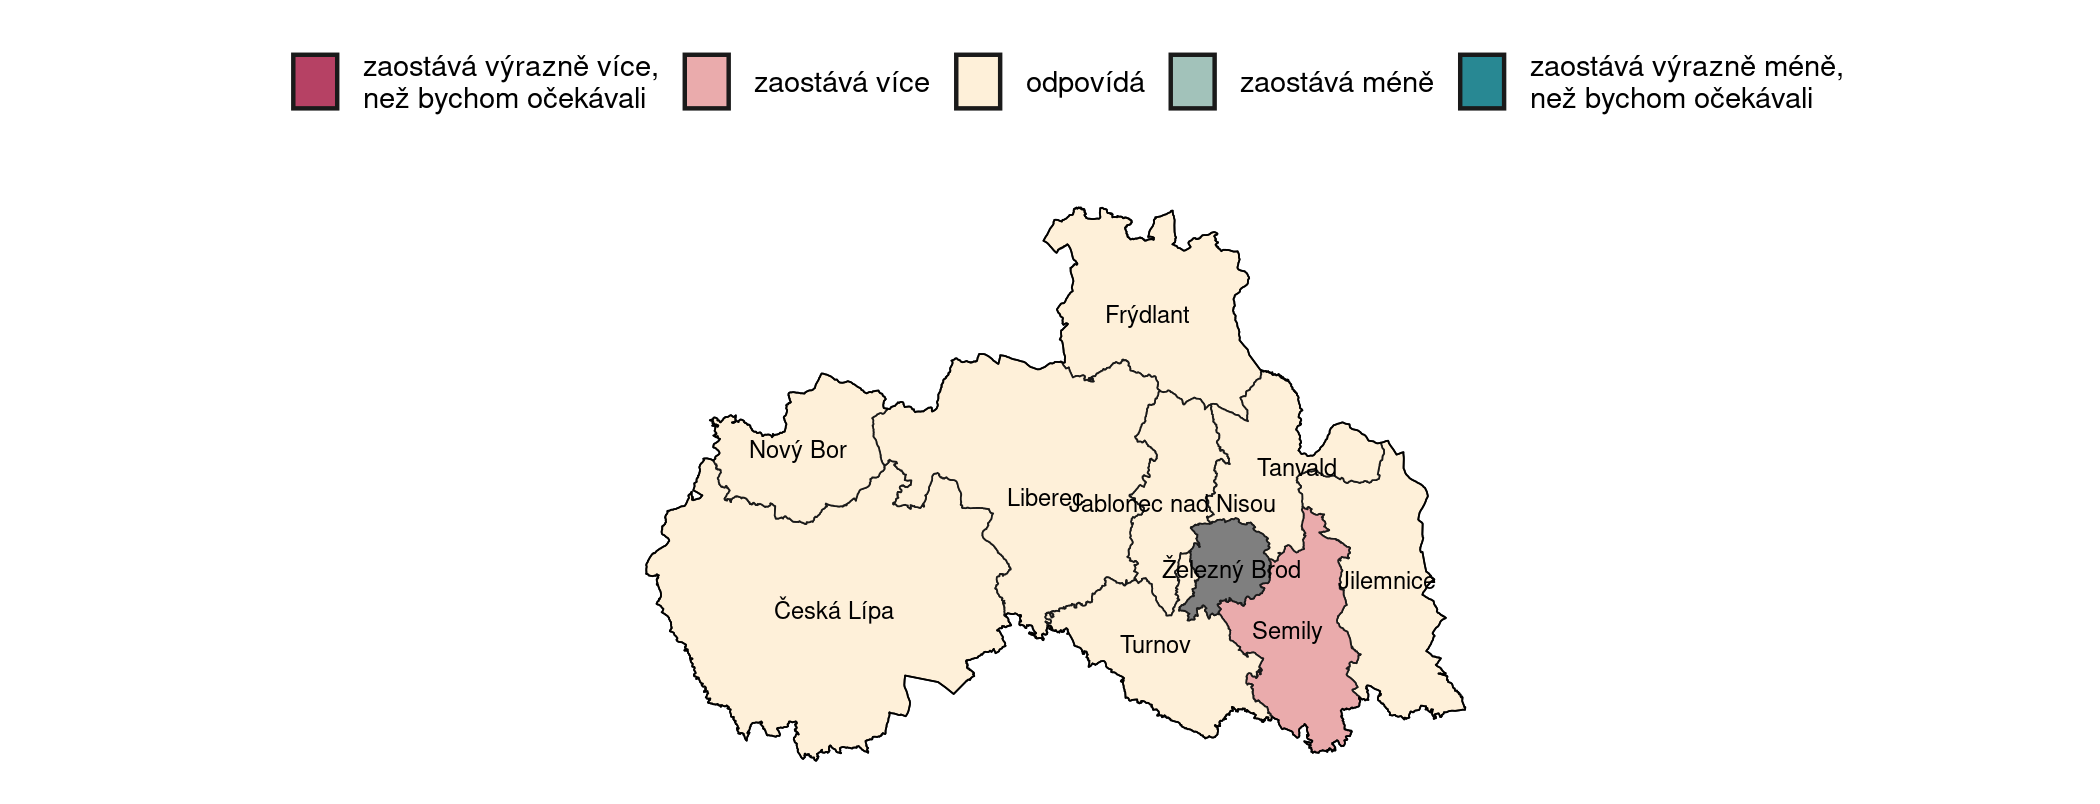 zaostává výrazně více,
než bychom očekávali
zaostává více
odpovídá
zaostává méně
zaostává výrazně méně,
než bychom očekávali
Frýdlant
Nový Bor
Tanvald
Liberec
Jablonec nad Nisou
Železný Brod
Jilemnice
Česká Lípa
Semily
Turnov